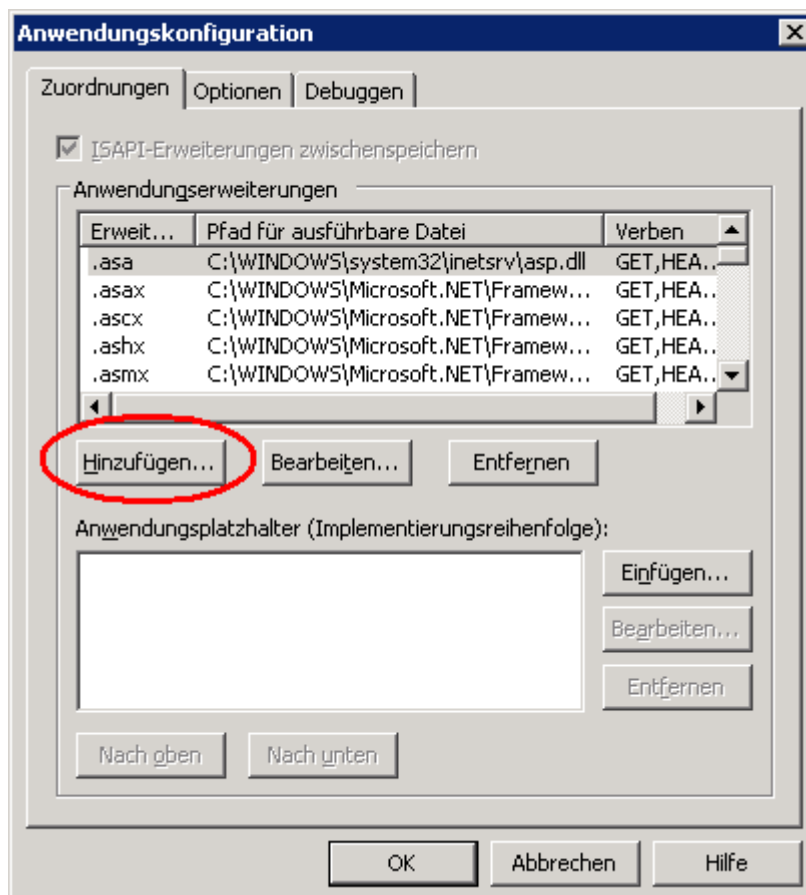 Anwendungskonfiguration
Zuordnungen Optionen Debuggen
ISAPI-Erweiterungen zwischenspeichern
Anwendungserweiterungen
Erweit... Pfad für ausführbare Datei Verben
.asa C:\WINDOWS\system32\inetsrv\asp.dll GET,HEA..
.asax C:\WINDOWS\Microsoft.NET\Framew... GET,HEA..
.ascx C:\WINDOWS\Microsoft.NET\Framew... GET,HEA..
.ashx C:\WINDOWS\Microsoft.NET\Framew... GET,HEA..
.asmx C:\WINDOWS\Microsoft.NET\Framew... GET,HEA..
Hinzufügen... Bearbeiten... Entfernen
Anwendungsplatzhalter (Implementierungsreihenfolge):
Einfügen...
Bearbeiten...
Entfernen
Nach oben Nach unten
OK Abbrechen Hilfe